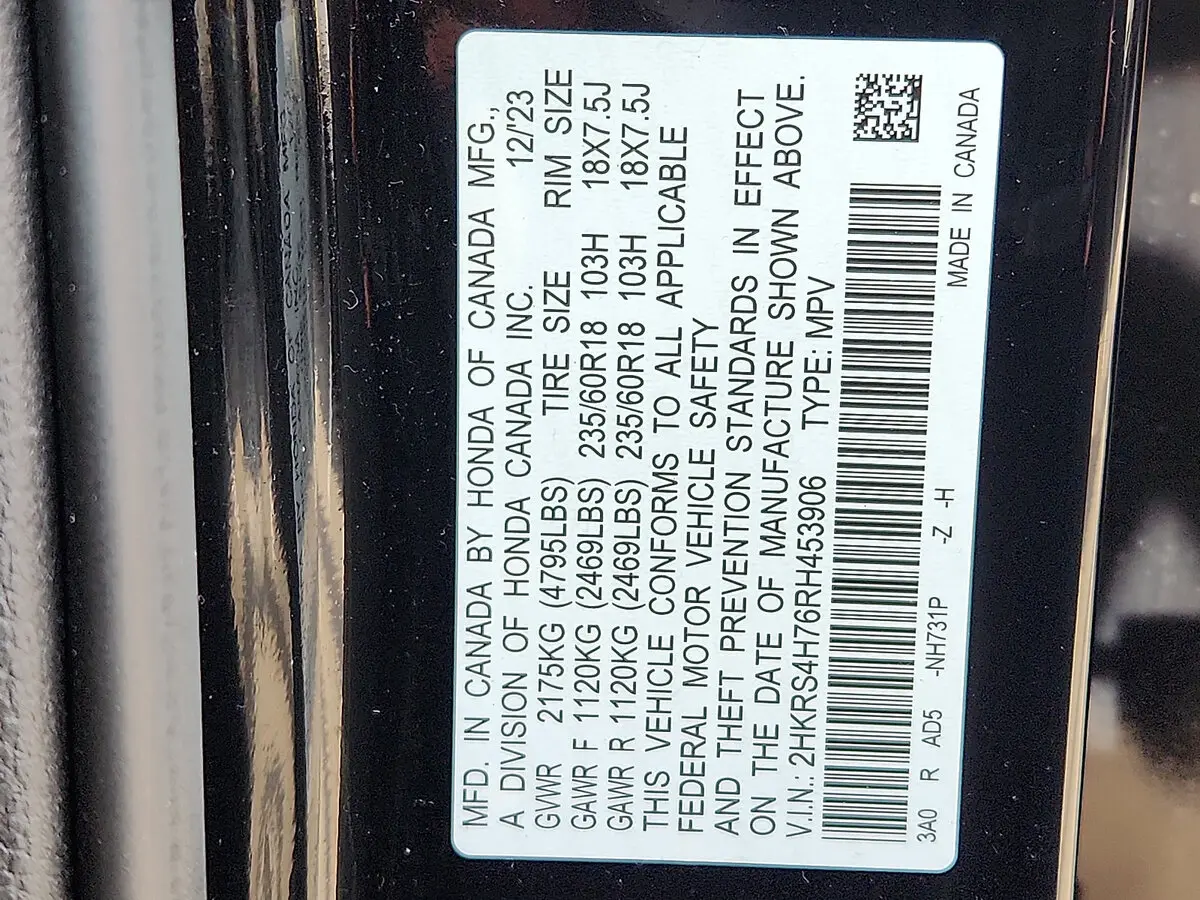 MFD. IN CANADA BY HONDA OF CANADA MFG.,
A DIVISION OF HONDA CANADA INC. 12/'23
GVWR 2175KG (4795LBS) TIRE SIZE RIM SIZE
GAWR F 1120KG (2469LBS) 235/60R18 103H 18X7.5J
GAWR R 1120KG (2469LBS) 235/60R18 103H 18X7.5J
THIS VEHICLE CONFORMS TO ALL APPLICABLE
FEDERAL MOTOR VEHICLE SAFETY
AND THEFT PREVENTION STANDARDS IN EFFECT
ON THE DATE OF MANUFACTURE SHOWN ABOVE.
V.I.N.: 2HKRS4H76RH453906 TYPE: MPV
3A0 R AD5 -NH731P -Z -H
MADE IN CANADA